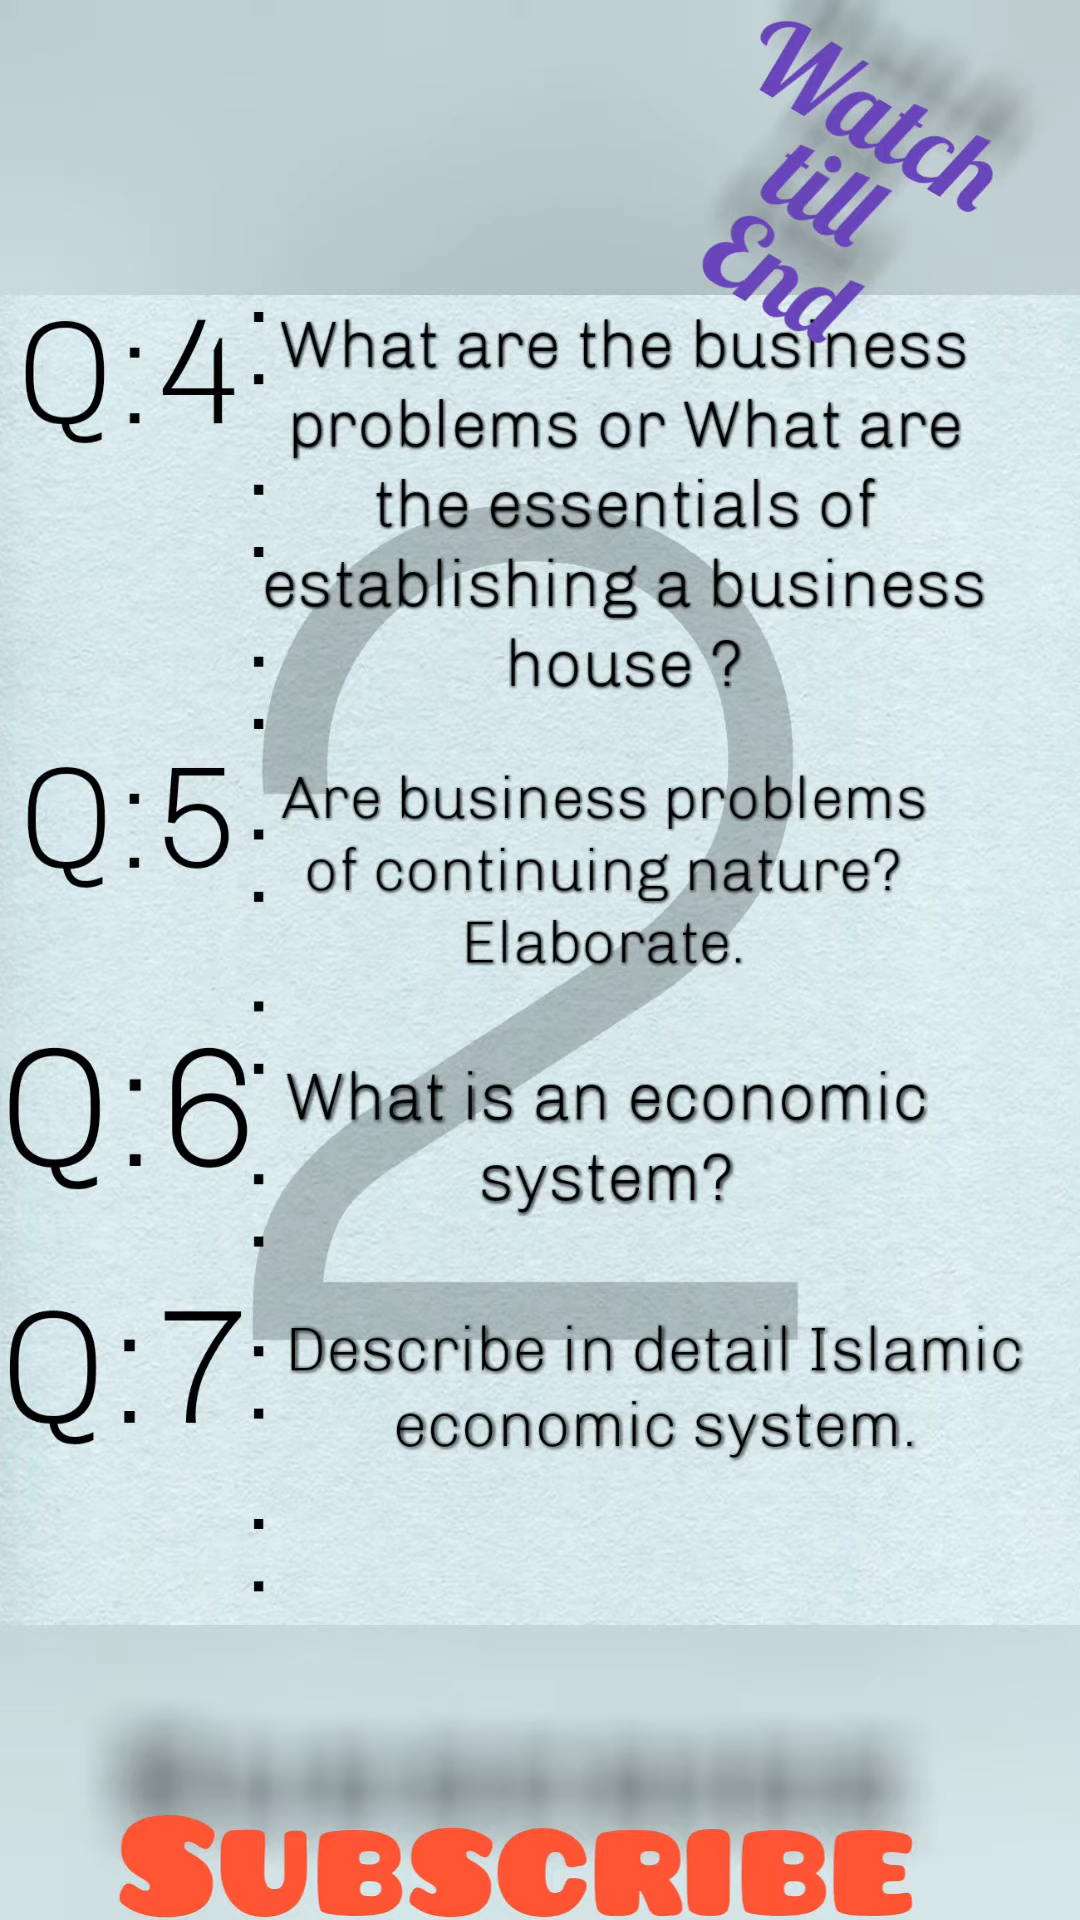 Watch
till
End
Q:4: What are the business
problems or What are
:
the essentials of
establishing a business
:
house ?
Q:5: Are business problems
of continuing nature?
Elaborate.
:
Q:6 What is an economic
:
system?
Q:7: Describe in detail Islamic
economic system.
:
2
SUBSCRIBE